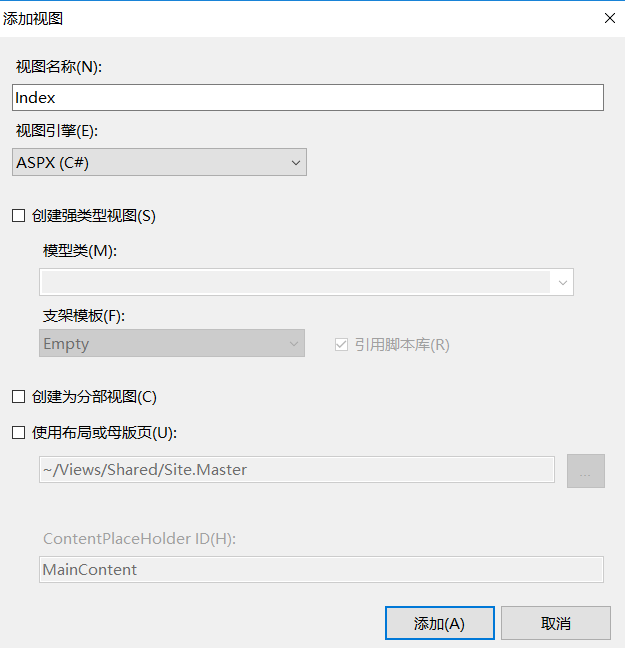 添加视图
视图名称(N):
Index
视图引擎(E):
ASPX (C#)
创建强类型视图(S)
模型类(M):
支架模板(F):
Empty
引用脚本库(R)
创建为分部视图(C)
使用布局或母版页(U):
~/Views/Shared/Site.Master
...
ContentPlaceHolder ID(H):
MainContent
添加(A)
取消